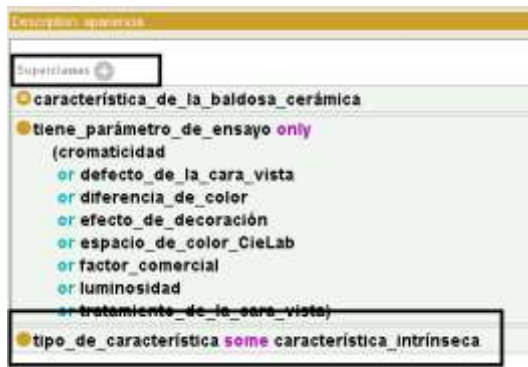 Description: apariencia
Superclasses
característica_de_la_baldosa_cerámica
tiene_parámetro_de_ensayo only
(cromaticidad
or defecto_de_la_cara_vista
or diferencia_de_color
or efecto_de_decoración
or espacio_de_color_CieLab
or factor_comercial
or luminosidad
or tratamiento_de_la_cara_vista)
tipo_de_característica some característica_intrínseca